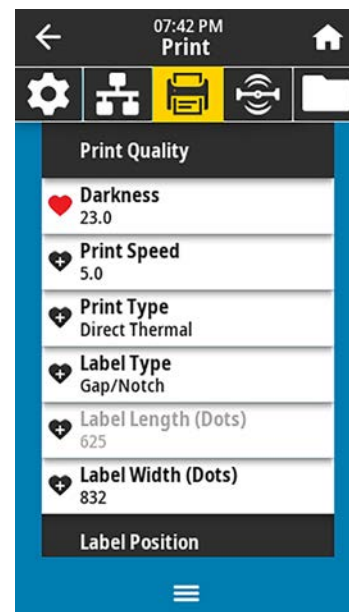 07:42 PM
Print
Print Quality
Darkness
23.0
Print Speed
5.0
Print Type
Direct Thermal
Label Type
Gap/Notch
Label Length (Dots)
625
Label Width (Dots)
832
Label Position